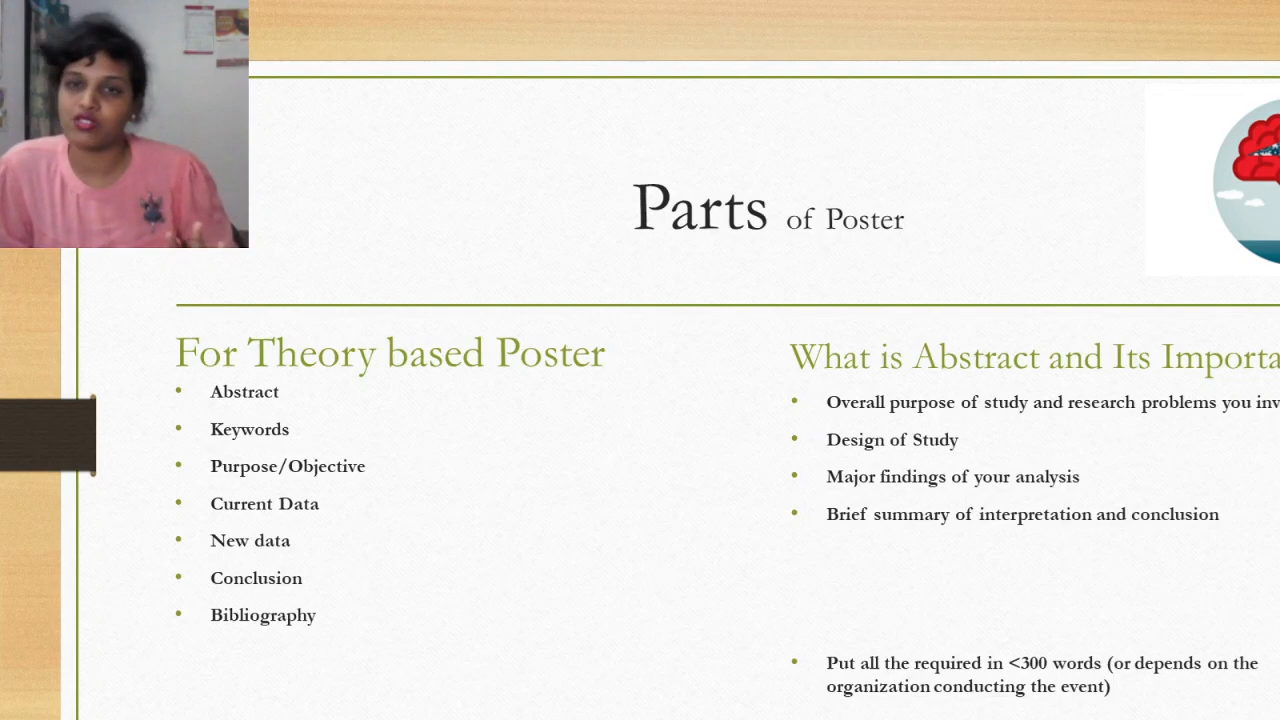 Parts of Poster
For Theory based Poster
Abstract
Keywords
Purpose/Objective
Current Data
New data
Conclusion
Bibliography
What is Abstract and Its
Overall purpose of study and research problems you
Design of Study
Major findings of your analysis
Brief summary of interpretation and conclusion
Put all the required in <300 words (or depends on the
organization conducting the event)